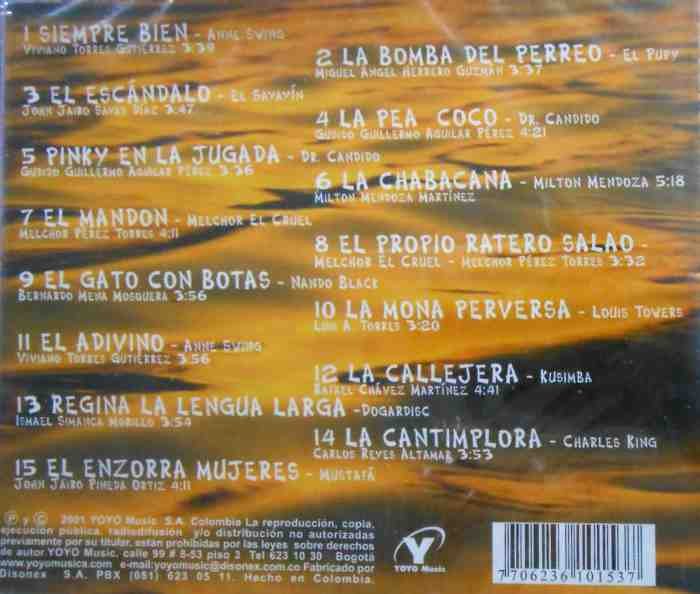 1 SIEMPRE BIEN - ANNE SWING
VIVIANO TORRES GUTIÉRREZ 3:39
2 LA BOMBA DEL PERREO - EL PUPY
MIGUEL ANGEL HERRERO GUZMÁN 3:37
3 EL ESCÁNDALO - EL SAVAYÍN
JOHN JAIRO SAYAS DÍAZ 3:47
4 LA PEA COCO - DR. CANDIDO
GUDIDO GUILLERMO AGUILAR PÉREZ 4:21
5 PINKY EN LA JUGADA - DR. CANDIDO
GUDIDO GUILLERMO AGUILAR PÉREZ 3:36
6 LA CHABACANA - MILTON MENDOZA 5:18
MILTON MENDOZA MARTÍNEZ
7 EL MANDON - MELCHOR EL CRUEL
MELCHOR PÉREZ TORRES 4:11
8 EL PROPIO RATERO SALAO -
MELCHOR EL CRUEL - MELCHOR PÉREZ TORRES 3:32
9 EL GATO CON BOTAS - NANDO BLACK
BERNARDO MENA MOSQUERA 3:56
10 LA MONA PERVERSA - LOUIS TOWERS
LUIS A. TORRES 3:20
11 EL ADIVINO - ANNE SWING
VIVIANO TORRES GUTIÉRREZ 3:56
12 LA CALLEJERA - KUSIMBA
RAFAEL CHÁVEZ MARTÍNEZ 4:41
13 REGINA LA LENGUA LARGA -DOGARDISC
ISMAEL SIMANCA MORILLO 3:54
14 LA CANTIMPLORA - CHARLES KING
CARLOS REYES ALTAMAR 3:53
15 EL ENZORRA MUJERES - MUSTAFÁ
JOHN JAIRO PINEDA ORTIZ 4:11
Ⓟ y © 2001 YOYO Music S.A. Colombia La reproducción, copia,
ejecución pública, radiodifusión y/o distribución no autorizadas
previamente por su titular, están prohibidas por las leyes sobre derechos
de autor YOYO Music, calle 99 # 8-53 piso 3 Tel 623 10 30 Bogotá
www.yoyomusica.com e-mail:yoyomusic@disonex.com.co Fabricado por
Disonex S.A. PBX (051) 623 05 11. Hecho en Colombia.
YOYO Music
7706236101537